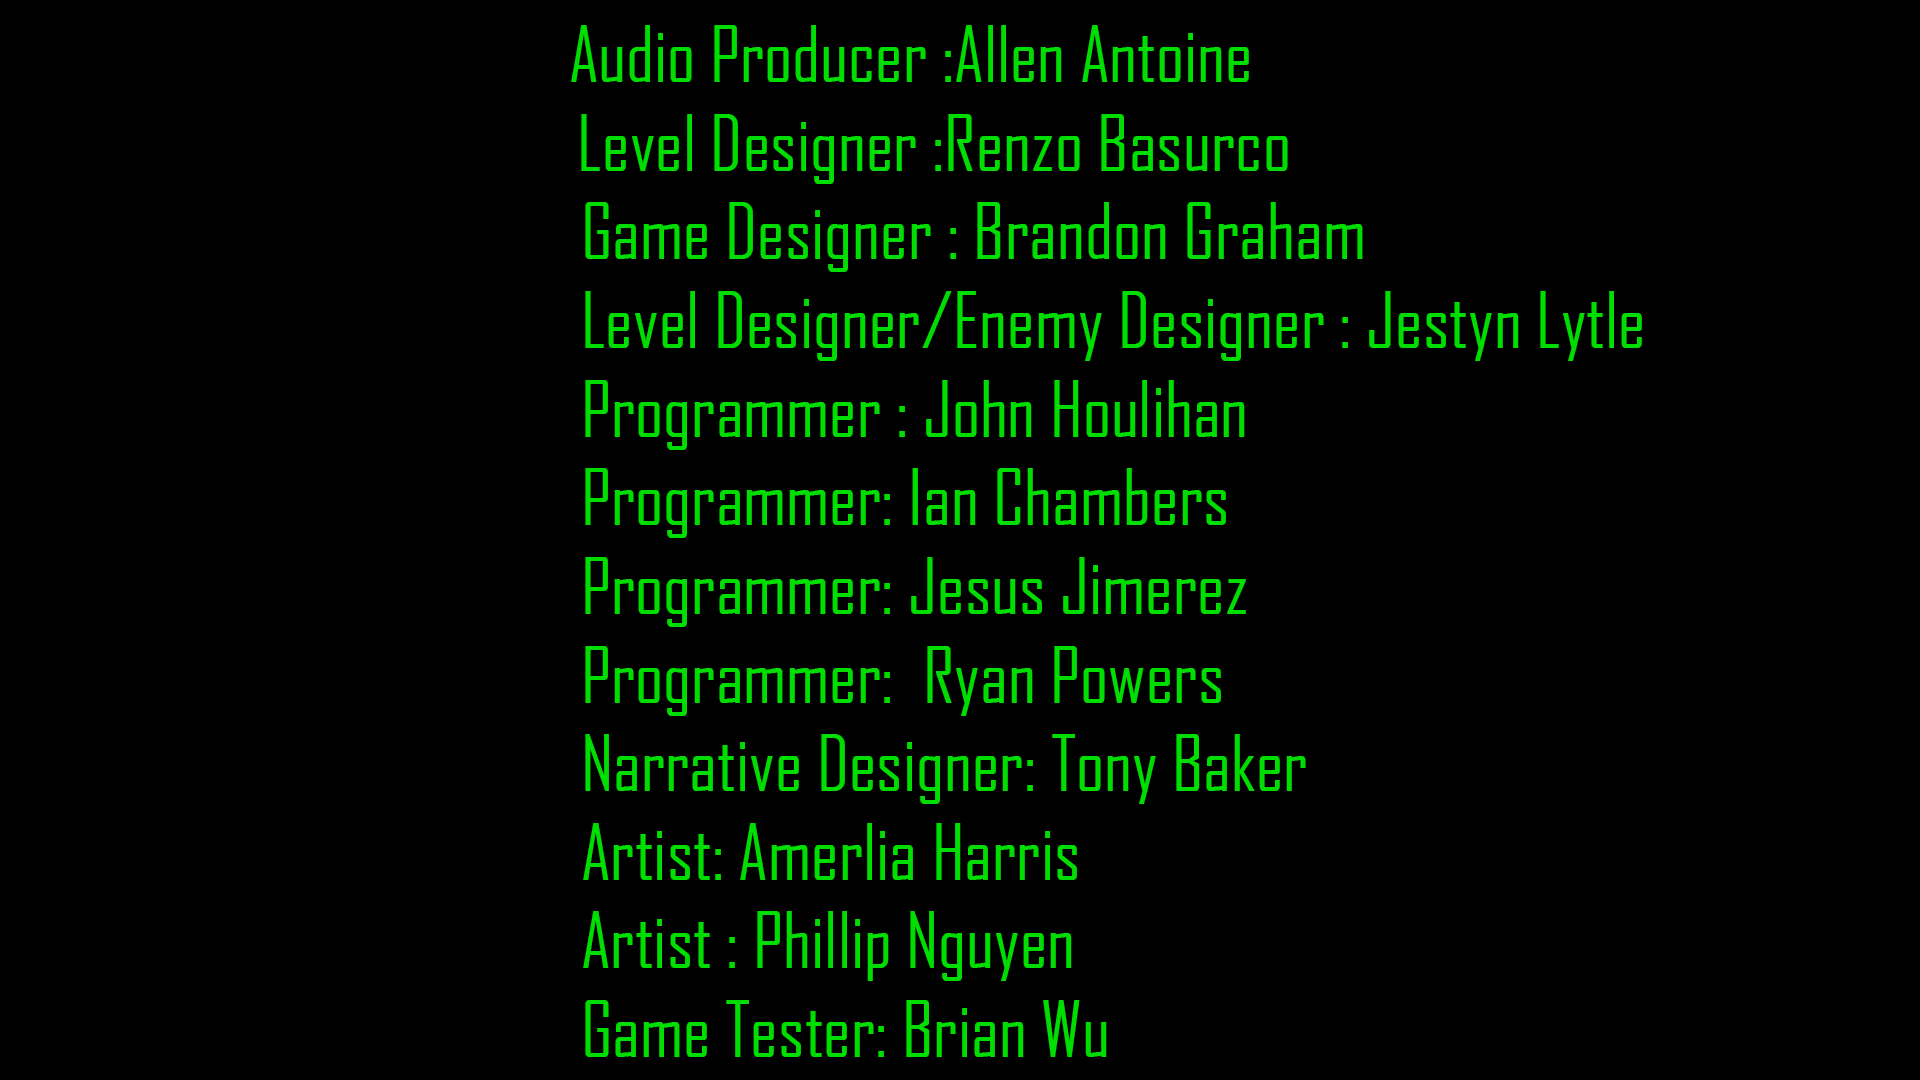 Audio Producer :Allen Antoine
Level Designer :Renzo Basurco
Game Designer : Brandon Graham
Level Designer/Enemy Designer : Jestyn Lytle
Programmer : John Houlihan
Programmer: Ian Chambers
Programmer: Jesus Jimerez
Programmer:  Ryan Powers
Narrative Designer: Tony Baker
Artist: Amerlia Harris
Artist : Phillip Nguyen
Game Tester: Brian Wu